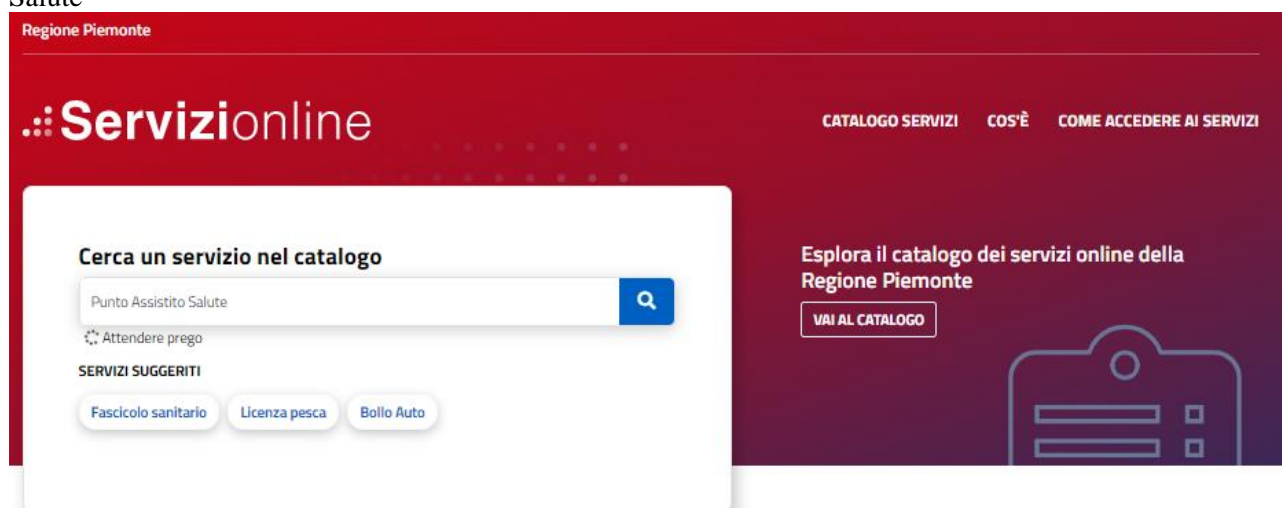 Salute
Regione Piemonte
Servizionline
CATALOGO SERVIZI COS'È COME ACCEDERE AI SERVIZI
Cerca un servizio nel catalogo
Punto Assistito Salute
Attendere prego
SERVIZI SUGGERITI
Fascicolo sanitario Licenza pesca Bollo Auto
Esplora il catalogo dei servizi online della
Regione Piemonte
VAI AL CATALOGO